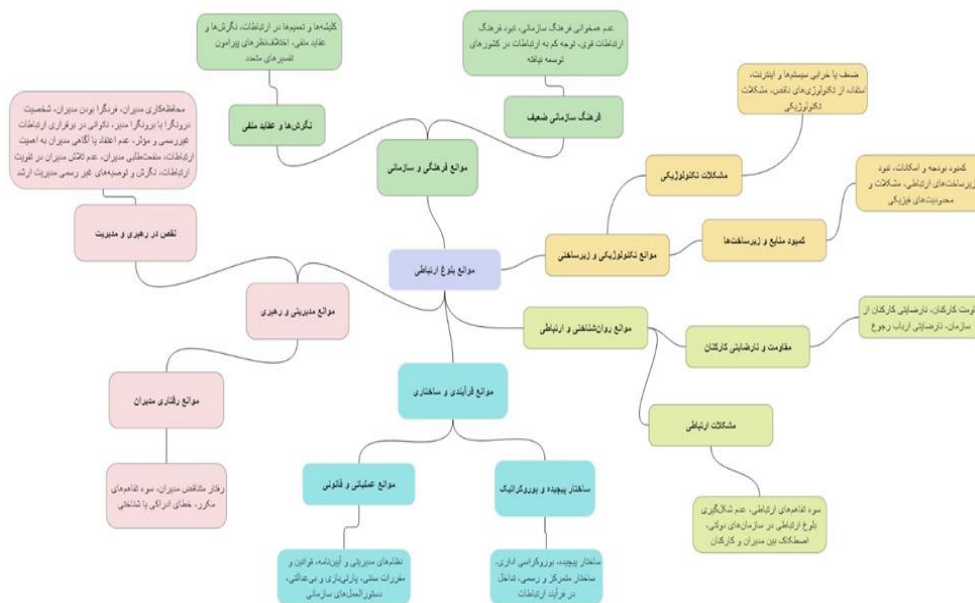 کلیشه‌ها و تعمیم‌ها در ارتباطات، نگرش‌ها و
عقاید منفی، اختلاف‌نظرهای پیرامون
تفسیرهای متعدد
عدم همخوانی فرهنگ سازمانی، نبود فرهنگ
ارتباطات قوی، توجه کم به ارتباطات در کشورهای
توسعه نیافته
نگرش‌ها و عقاید منفی
فرهنگ سازمانی ضعیف
موانع فرهنگی و سازمانی
ضعف یا خرابی سیستم‌ها و اینترنت،
استفاده از تکنولوژی‌های ناقص، مشکلات
تکنولوژیکی
مشکلات تکنولوژیکی
کمبود بودجه و امکانات، نبود
زیرساخت‌های ارتباطی، مشکلات و
محدودیت‌های فیزیکی
کمبود منابع و زیرساخت‌ها
موانع تکنولوژیکی و زیرساختی
محافظه‌کاری مدیران، فردگرا بودن مدیران، شخصیت
درونگرا یا برونگرا مدیر، ناتوانی در برقراری ارتباطات
غیررسمی و مؤثر، عدم اعتقاد یا آگاهی مدیران به اهمیت
ارتباطات، منفعت‌طلبی مدیران، عدم تلاش مدیران در تقویت
ارتباطات، نگرش و توصیه‌های غیر رسمی مدیریت ارشد
نقص در رهبری و مدیریت
موانع بلوغ ارتباطی
موانع مدیریتی و رهبری
موانع رفتاری مدیران
رفتار متناقض مدیران، سوء تفاهم‌های
مکرر، خطای ادراکی یا شناختی
موانع روان‌شناختی و ارتباطی
مقاومت و نارضایتی کارکنان
ومت کارکنان، نارضایتی کارکنان از
سازمان، نارضایتی ارباب رجوع
مشکلات ارتباطی
سوء تفاهم‌های ارتباطی، عدم شکل‌گیری
بلوغ ارتباطی در سازمان‌های دولتی،
اصطکاک بین مدیران و کارکنان
موانع فرآیندی و ساختاری
موانع عملیاتی و قانونی
ساختار پیچیده و بوروکراتیک
نظام‌های مدیریتی و آیین‌نامه، قوانین و
مقررات سنتی، پارتی‌بازی و بی‌عدالتی،
دستورالعمل‌های سازمانی
ساختار پیچیده، بوروکراسی اداری،
ساختار متمرکز و رسمی، تداخل
در فرآیند ارتباطات